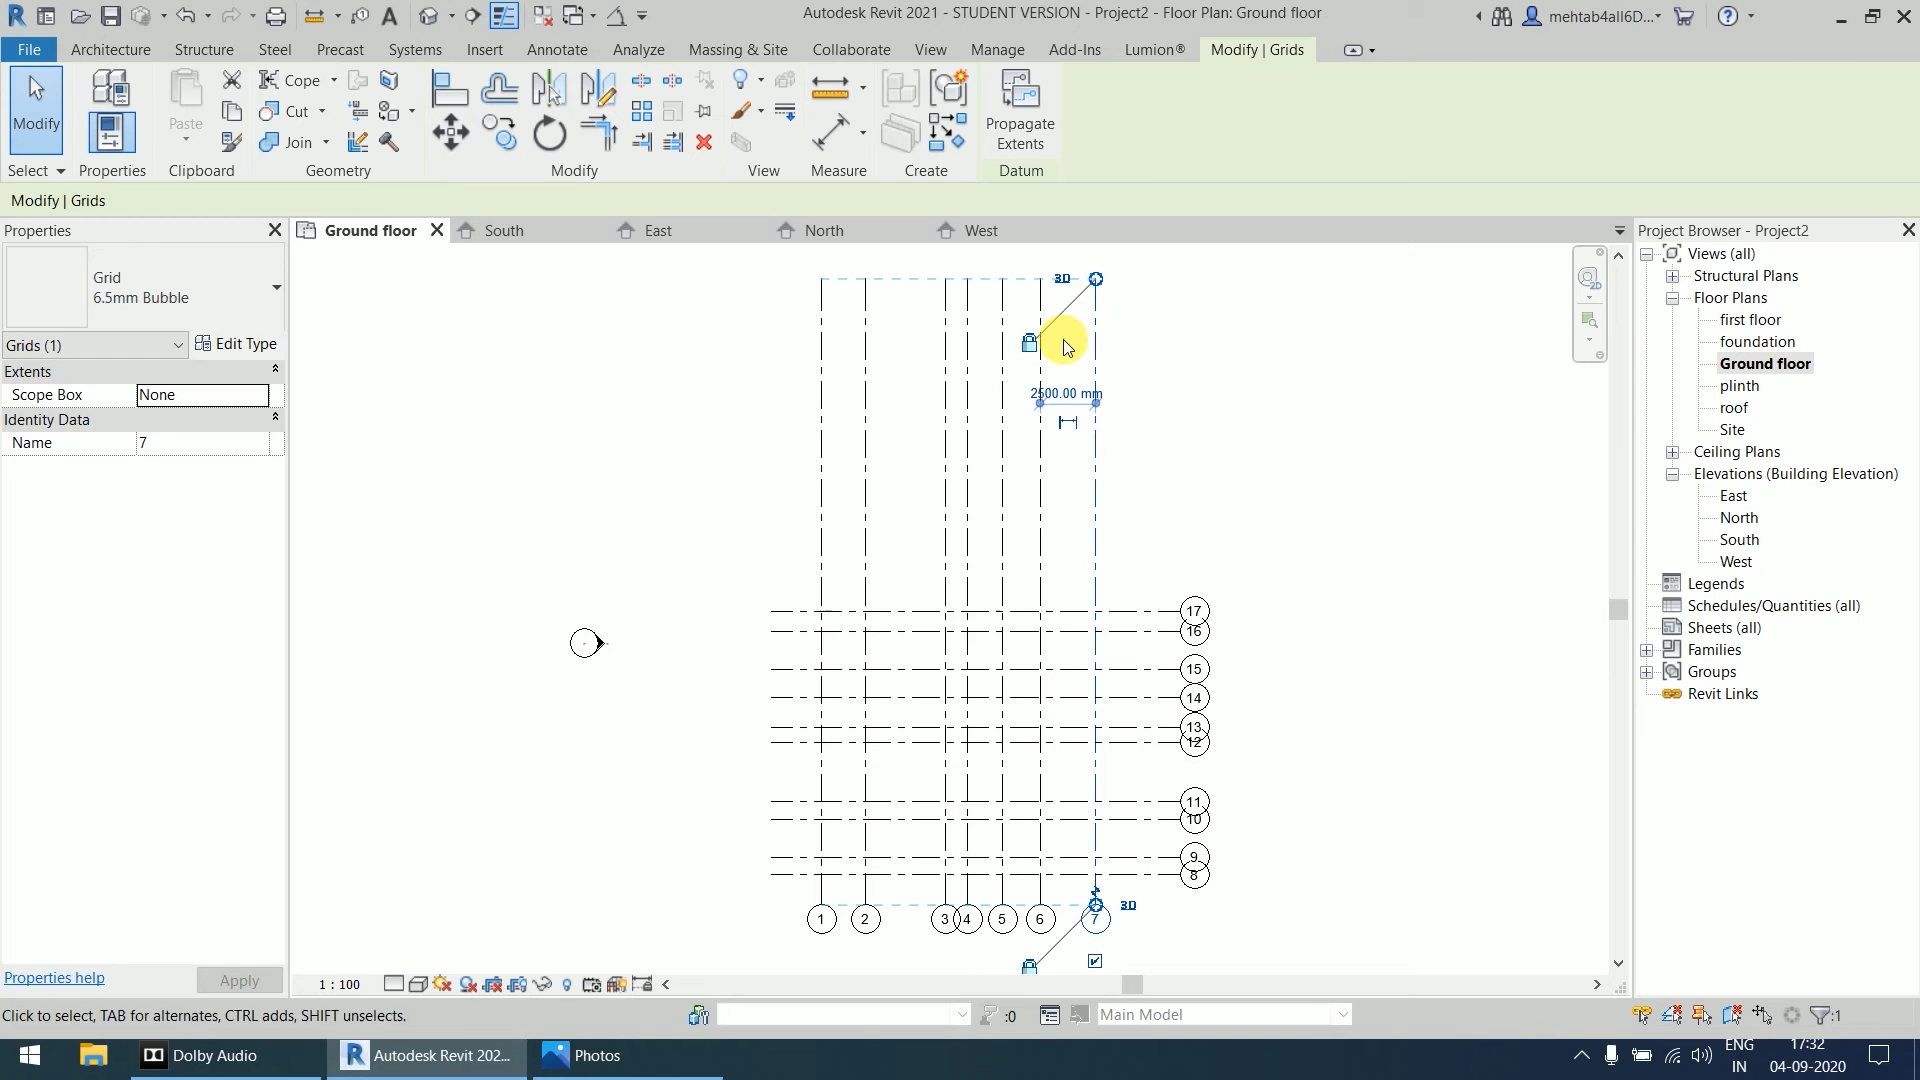 Autodesk Revit 2021 - STUDENT VERSION - Project2 - Floor Plan: Ground floor
mehtab4all6D...
File
Architecture
Structure
Steel
Precast
Systems
Insert
Annotate
Analyze
Massing & Site
Collaborate
View
Manage
Add-Ins
Lumion®
Modify | Grids
Modify
Paste
Cope
Cut
Join
Propagate
Extents
Select
Properties
Clipboard
Geometry
Modify
View
Measure
Create
Datum
Modify | Grids
Properties
Grid
6.5mm Bubble
Grids (1)
Edit Type
Extents
Scope Box
None
Identity Data
Name
7
Properties help
Apply
Ground floor
South
East
North
West
2D
3D
2500.00 mm
17
16
15
14
13
12
11
10
9
8
1
2
3
4
5
6
7
3D
1 : 100
Project Browser - Project2
Views (all)
Structural Plans
Floor Plans
first floor
foundation
Ground floor
plinth
roof
Site
Ceiling Plans
Elevations (Building Elevation)
East
North
South
West
Legends
Schedules/Quantities (all)
Sheets (all)
Families
Groups
Revit Links
Click to select, TAB for alternates, CTRL adds, SHIFT unselects.
:0
Main Model
:1
Dolby Audio
Autodesk Revit 202...
Photos
ENG
IN
17:32
04-09-2020